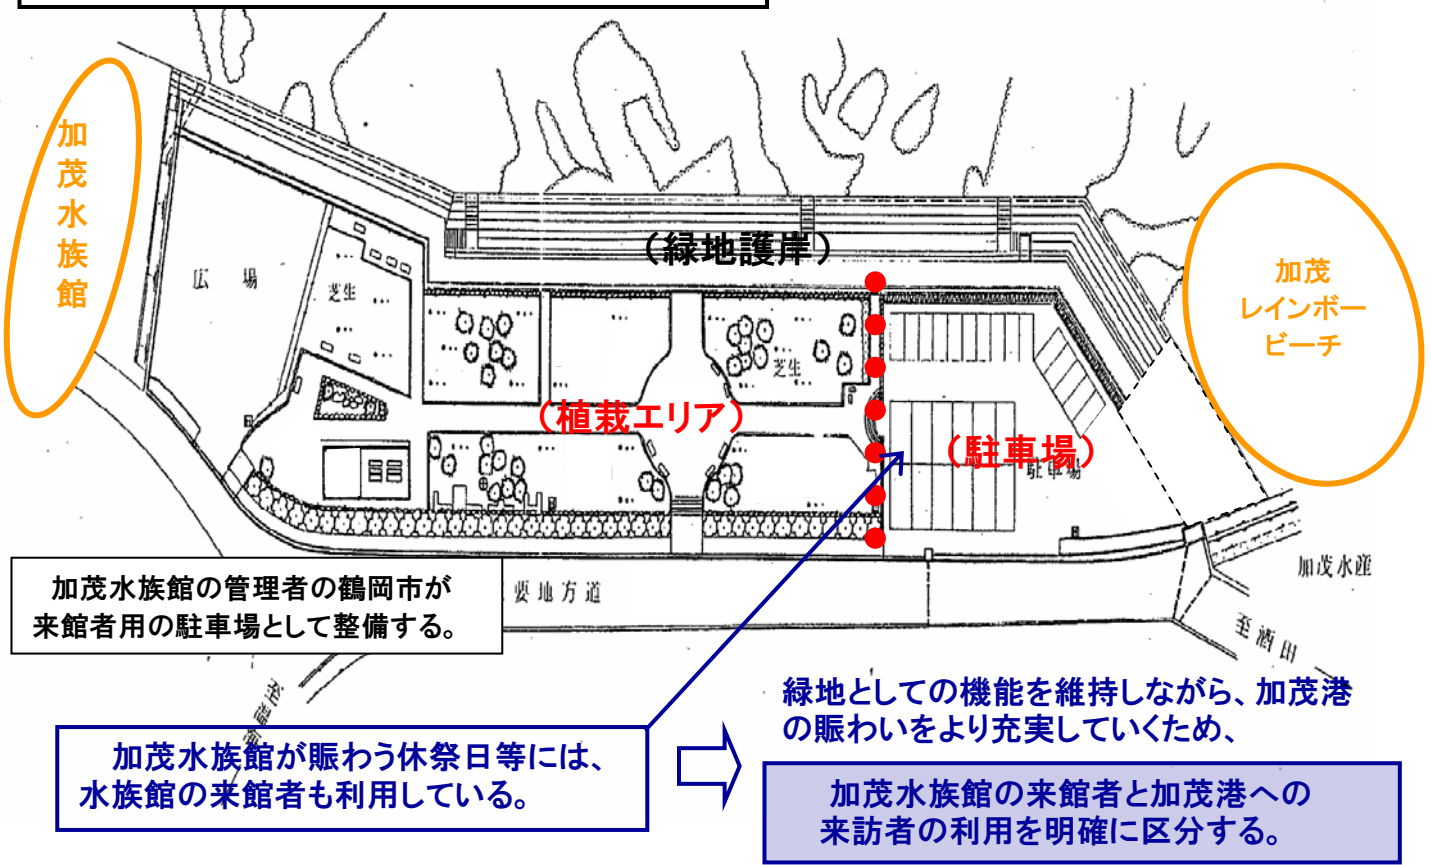 加茂水族館
広場
芝生
（緑地護岸）
加茂
レインボー
ビーチ
芝生
（植栽エリア）
（駐車場）
駐車場
加茂水産
要地方道
至酒田
加茂水族館の管理者の鶴岡市が
来館者用の駐車場として整備する。
加茂水族館が賑わう休祭日等には、
水族館の来館者も利用している。
緑地としての機能を維持しながら、加茂港
の賑わいをより充実していくため、
加茂水族館の来館者と加茂港への
来訪者の利用を明確に区分する。